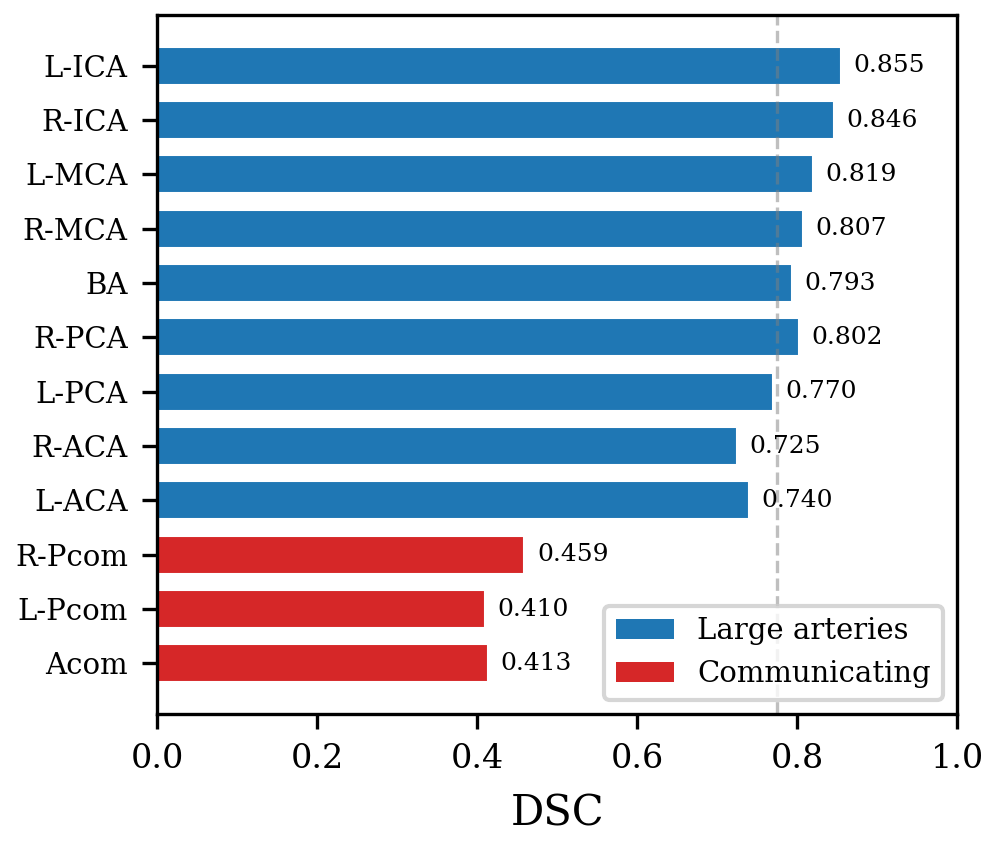 L-ICA 0.855
R-ICA 0.846
L-MCA 0.819
R-MCA 0.807
BA 0.793
R-PCA 0.802
L-PCA 0.770
R-ACA 0.725
L-ACA 0.740
R-Pcom 0.459
L-Pcom 0.410
Acom 0.413
Large arteries
Communicating
0.0 0.2 0.4 0.6 0.8 1.0
DSC